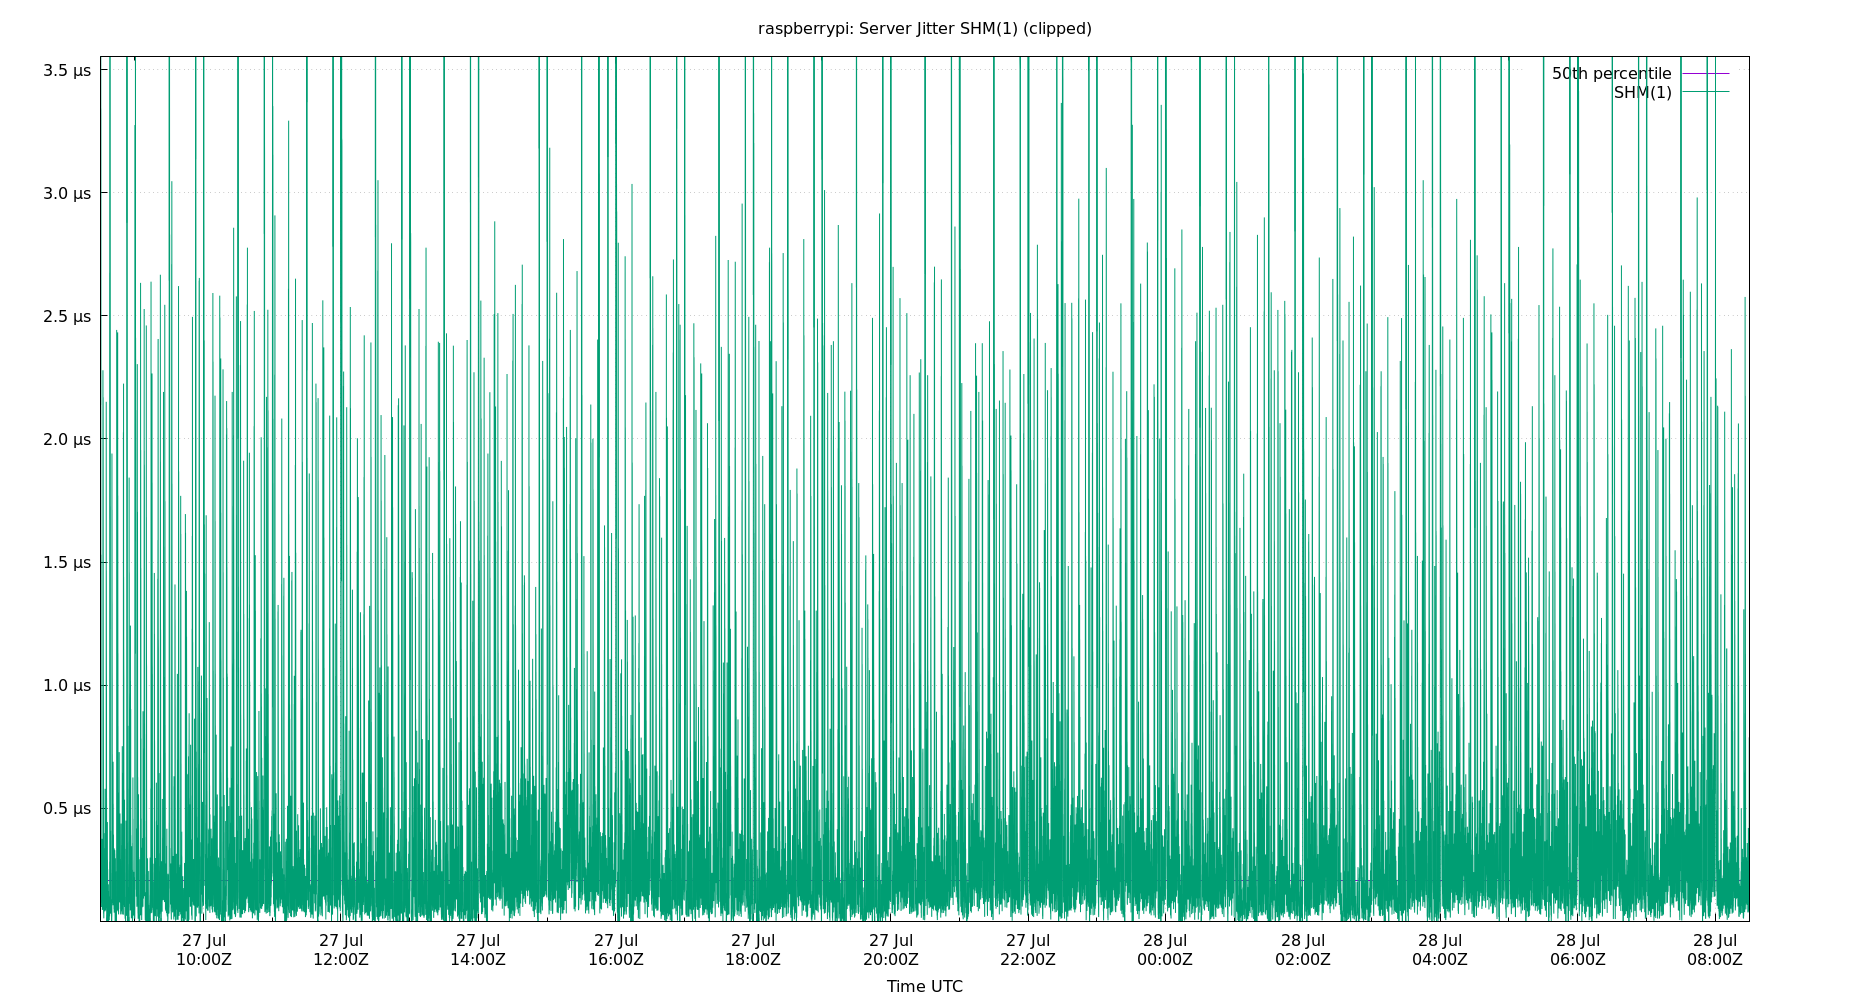 raspberrypi: Server Jitter SHM(1) (clipped)
50th percentile
SHM(1)
3.5 µs
3.0 µs
2.5 µs
2.0 µs
1.5 µs
1.0 µs
0.5 µs
27 Jul 27 Jul 27 Jul 27 Jul 27 Jul 27 Jul 27 Jul 28 Jul 28 Jul 28 Jul 28 Jul 28 Jul
10:00Z 12:00Z 14:00Z 16:00Z 18:00Z 20:00Z 22:00Z 00:00Z 02:00Z 04:00Z 06:00Z 08:00Z
Time UTC